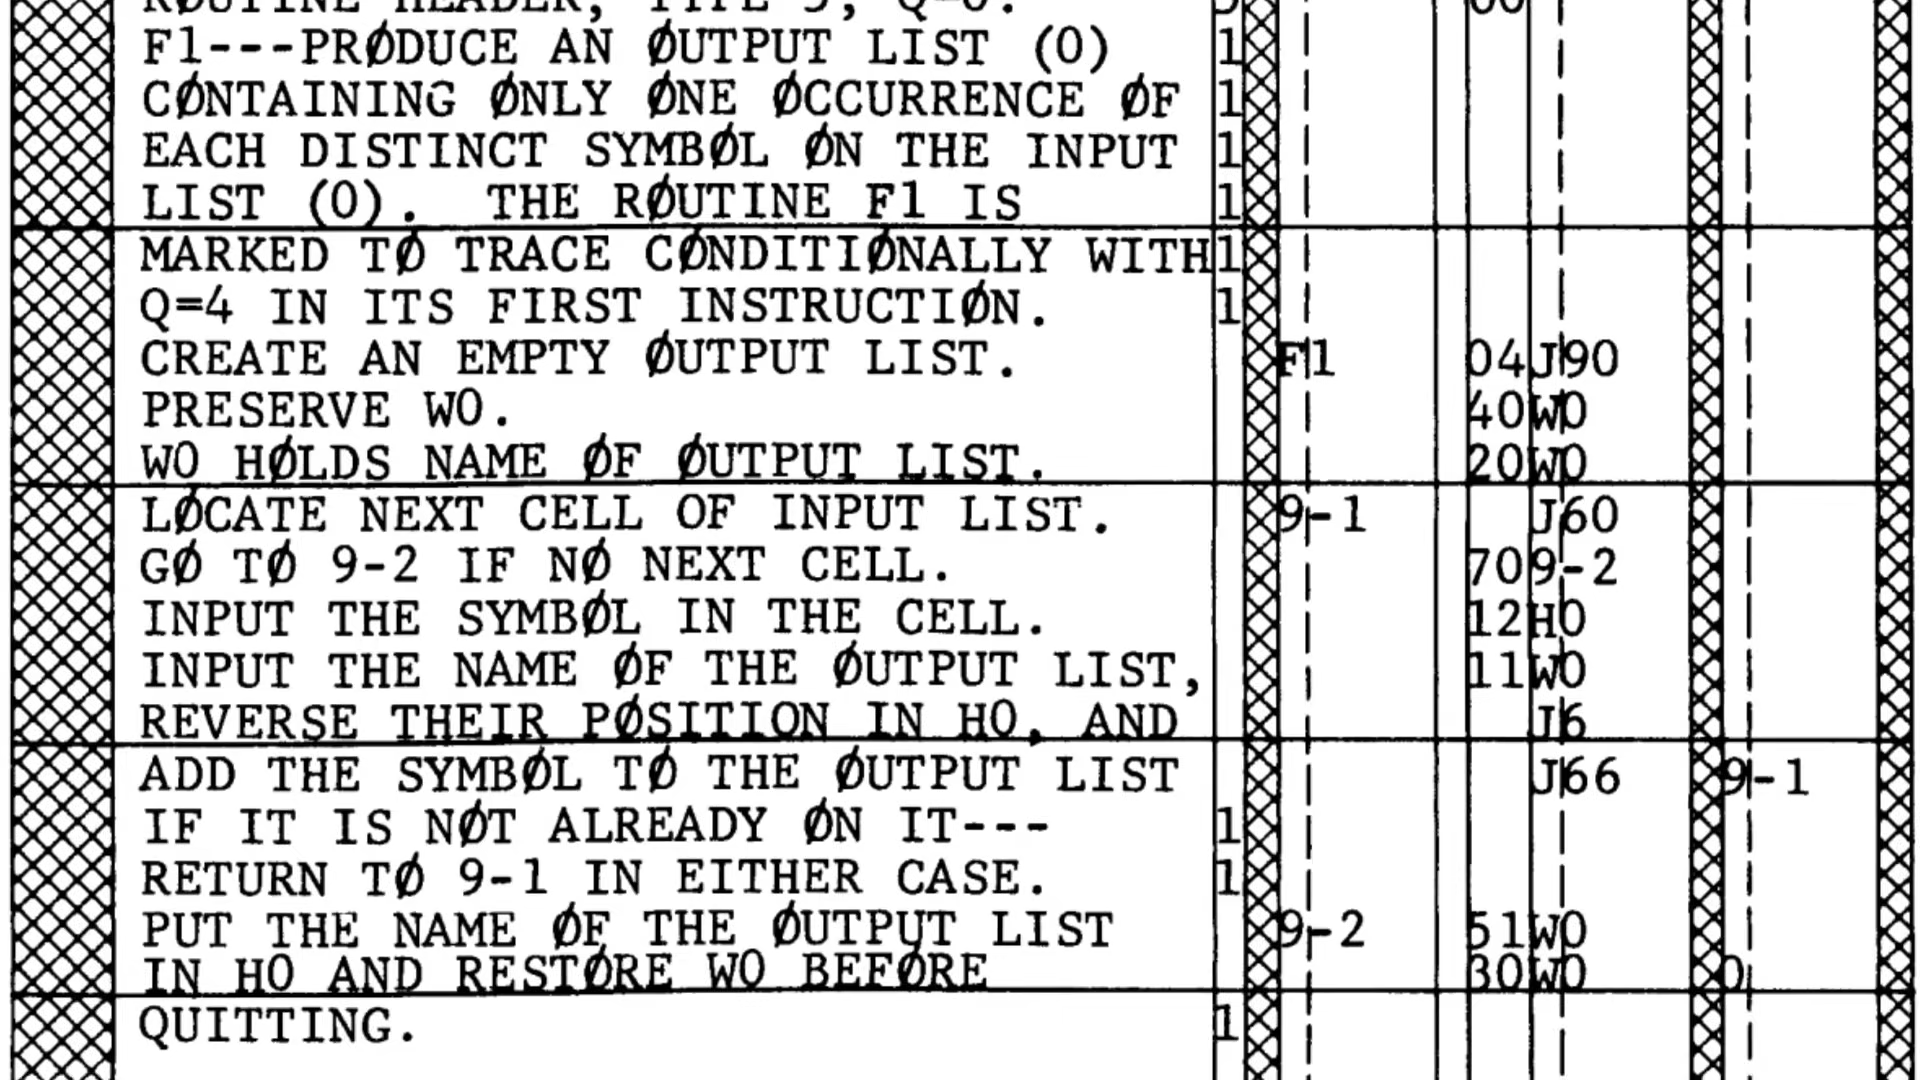 RØUTINE HEADER, TYPE 5, Q=0. 5 00
F1---PRØDUCE AN ØUTPUT LIST (0) 1
CØNTAINING ØNLY ØNE ØCCURRENCE ØF 1
EACH DISTINCT SYMBØL ØN THE INPUT 1
LIST (0). THE RØUTINE F1 IS 1
MARKED TØ TRACE CØNDITIØNALLY WITH 1
Q=4 IN ITS FIRST INSTRUCTIØN. 1
CREATE AN EMPTY ØUTPUT LIST. F1 04 J90
PRESERVE W0. 40 W0
W0 HØLDS NAME ØF ØUTPUT LIST. 20 W0
LØCATE NEXT CELL OF INPUT LIST. 9-1 J60
GØ TØ 9-2 IF NØ NEXT CELL. 70 9-2
INPUT THE SYMBØL IN THE CELL. 12 H0
INPUT THE NAME ØF THE ØUTPUT LIST, 11 W0
REVERSE THEIR PØSITION IN H0, AND J6
ADD THE SYMBØL TØ THE ØUTPUT LIST J66 9-1
IF IT IS NØT ALREADY ØN IT--- 1
RETURN TØ 9-1 IN EITHER CASE. 1
PUT THE NAME ØF THE ØUTPUT LIST 9-2 51 W0
IN H0 AND RESTØRE W0 BEFØRE 30 W0 0
QUITTING. 1